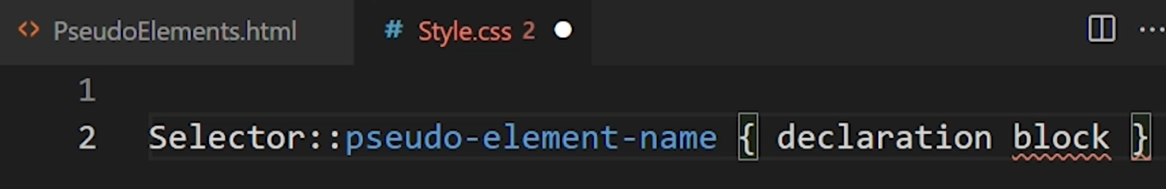 <> PseudoElements.html # Style.css 2
1
2 Selector::pseudo-element-name { declaration block }